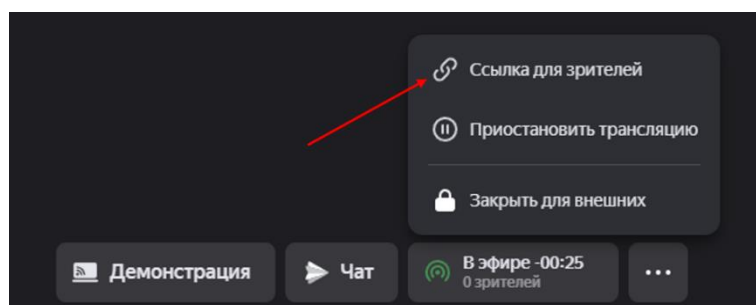 Ссылка для зрителей
Приостановить трансляцию
Закрыть для внешних
Демонстрация
Чат
В эфире -00:25
0 зрителей